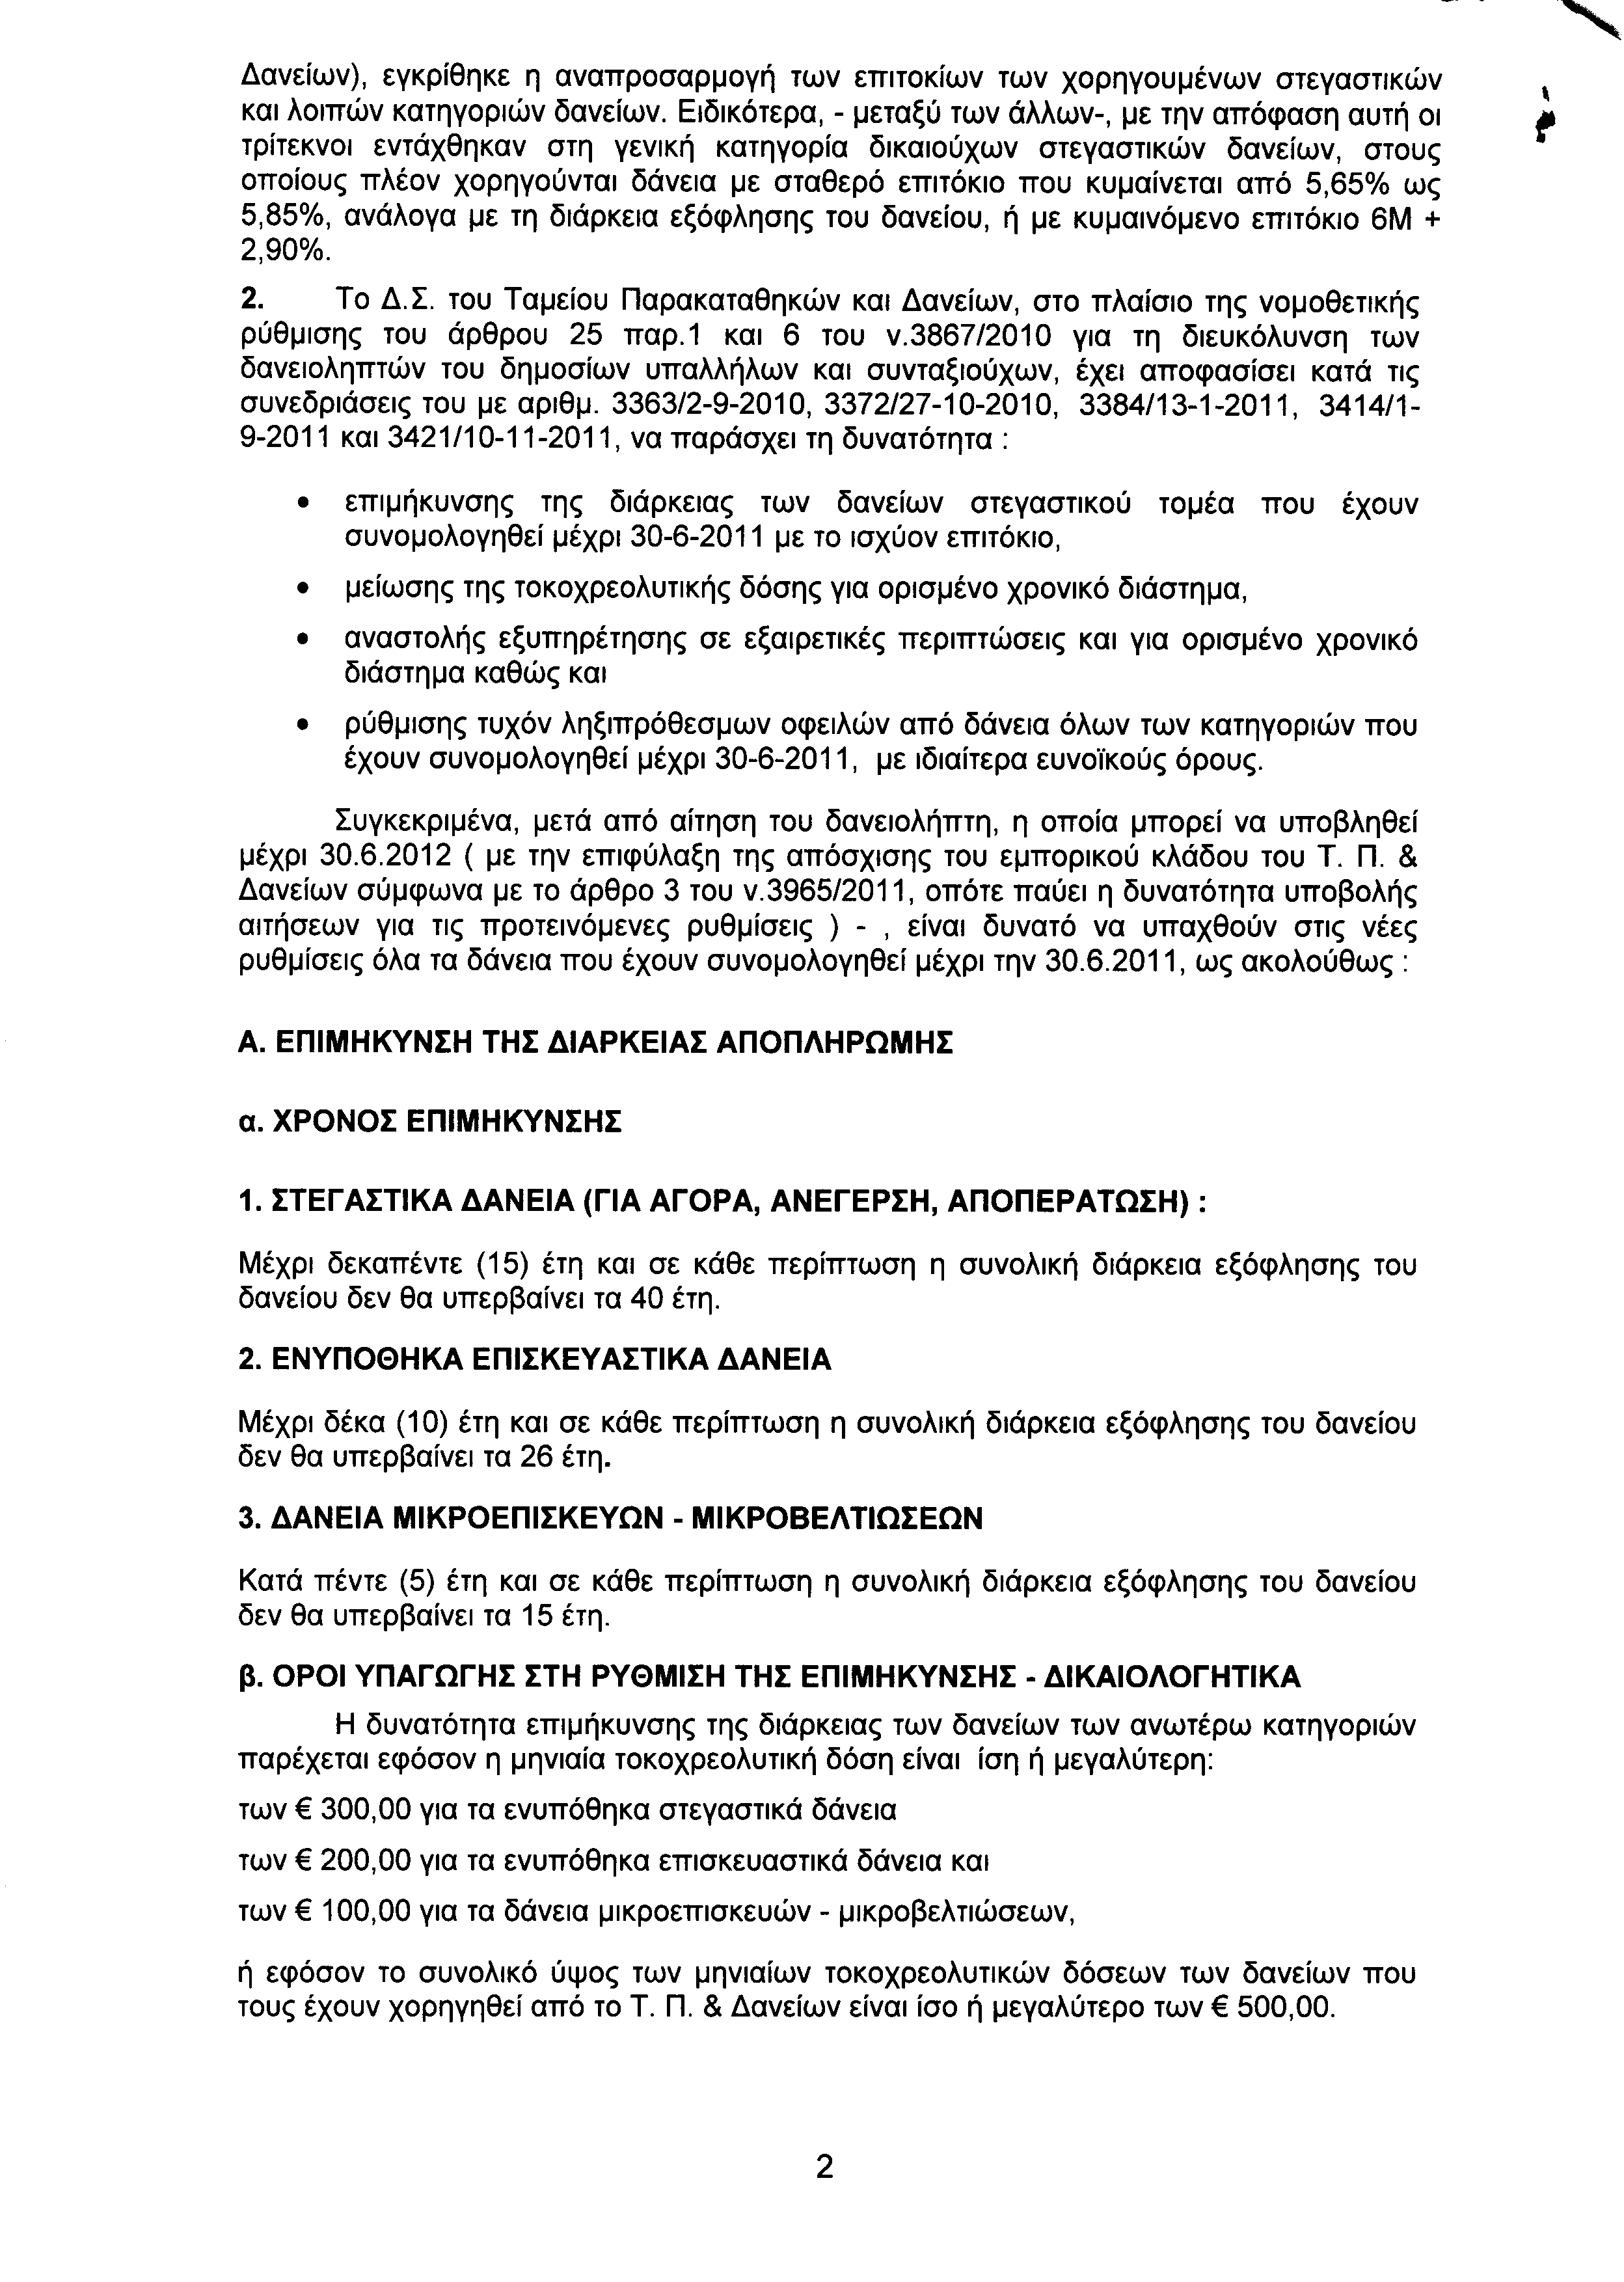 Δανείων), εγκρίθηκε η αναπροσαρμογή των επιτοκίων των χορηγουμένων στεγαστικών
και λοιπών κατηγοριών δανείων. Ειδικότερα, - μεταξύ των άλλων-, με την απόφαση αυτή οι
τρίτεκνοι εντάχθηκαν στη γενική κατηγορία δικαιούχων στεγαστικών δανείων, στους
οποίους πλέον χορηγούνται δάνεια με σταθερό επιτόκιο που κυμαίνεται από 5,65% ως
5,85%, ανάλογα με τη διάρκεια εξόφλησης του δανείου, ή με κυμαινόμενο επιτόκιο 6Μ +
2,90%.
2. Το Δ.Σ. του Ταμείου Παρακαταθηκών και Δανείων, στο πλαίσιο της νομοθετικής
ρύθμισης του άρθρου 25 παρ.1 και 6 του ν.3867/2010 για τη διευκόλυνση των
δανειοληπτών του δημοσίων υπαλλήλων και συνταξιούχων, έχει αποφασίσει κατά τις
συνεδριάσεις του με αριθμ. 3363/2-9-2010, 3372/27-10-2010, 3384/13-1-2011, 3414/1-
9-2011 και 3421/10-11-2011, να παράσχει τη δυνατότητα :
• επιμήκυνσης της διάρκειας των δανείων στεγαστικού τομέα που έχουν
συνομολογηθεί μέχρι 30-6-2011 με το ισχύον επιτόκιο,
• μείωσης της τοκοχρεολυτικής δόσης για ορισμένο χρονικό διάστημα,
• αναστολής εξυπηρέτησης σε εξαιρετικές περιπτώσεις και για ορισμένο χρονικό
διάστημα καθώς και
• ρύθμισης τυχόν ληξιπρόθεσμων οφειλών από δάνεια όλων των κατηγοριών που
έχουν συνομολογηθεί μέχρι 30-6-2011, με ιδιαίτερα ευνοϊκούς όρους.
Συγκεκριμένα, μετά από αίτηση του δανειολήπτη, η οποία μπορεί να υποβληθεί
μέχρι 30.6.2012 ( με την επιφύλαξη της απόσχισης του εμπορικού κλάδου του Τ. Π. &
Δανείων σύμφωνα με το άρθρο 3 του ν.3965/2011, οπότε παύει η δυνατότητα υποβολής
αιτήσεων για τις προτεινόμενες ρυθμίσεις ) - , είναι δυνατό να υπαχθούν στις νέες
ρυθμίσεις όλα τα δάνεια που έχουν συνομολογηθεί μέχρι την 30.6.2011, ως ακολούθως :
Α. ΕΠΙΜΗΚΥΝΣΗ ΤΗΣ ΔΙΑΡΚΕΙΑΣ ΑΠΟΠΛΗΡΩΜΗΣ
α. ΧΡΟΝΟΣ ΕΠΙΜΗΚΥΝΣΗΣ
1. ΣΤΕΓΑΣΤΙΚΑ ΔΑΝΕΙΑ (ΓΙΑ ΑΓΟΡΑ, ΑΝΕΓΕΡΣΗ, ΑΠΟΠΕΡΑΤΩΣΗ) :
Μέχρι δεκαπέντε (15) έτη και σε κάθε περίπτωση η συνολική διάρκεια εξόφλησης του
δανείου δεν θα υπερβαίνει τα 40 έτη.
2. ΕΝΥΠΟΘΗΚΑ ΕΠΙΣΚΕΥΑΣΤΙΚΑ ΔΑΝΕΙΑ
Μέχρι δέκα (10) έτη και σε κάθε περίπτωση η συνολική διάρκεια εξόφλησης του δανείου
δεν θα υπερβαίνει τα 26 έτη.
3. ΔΑΝΕΙΑ ΜΙΚΡΟΕΠΙΣΚΕΥΩΝ - ΜΙΚΡΟΒΕΛΤΙΩΣΕΩΝ
Κατά πέντε (5) έτη και σε κάθε περίπτωση η συνολική διάρκεια εξόφλησης του δανείου
δεν θα υπερβαίνει τα 15 έτη.
β. ΟΡΟΙ ΥΠΑΓΩΓΗΣ ΣΤΗ ΡΥΘΜΙΣΗ ΤΗΣ ΕΠΙΜΗΚΥΝΣΗΣ - ΔΙΚΑΙΟΛΟΓΗΤΙΚΑ
Η δυνατότητα επιμήκυνσης της διάρκειας των δανείων των ανωτέρω κατηγοριών
παρέχεται εφόσον η μηνιαία τοκοχρεολυτική δόση είναι ίση ή μεγαλύτερη:
των € 300,00 για τα ενυπόθηκα στεγαστικά δάνεια
των € 200,00 για τα ενυπόθηκα επισκευαστικά δάνεια και
των € 100,00 για τα δάνεια μικροεπισκευών - μικροβελτιώσεων,
ή εφόσον το συνολικό ύψος των μηνιαίων τοκοχρεολυτικών δόσεων των δανείων που
τους έχουν χορηγηθεί από το Τ. Π. & Δανείων είναι ίσο ή μεγαλύτερο των € 500,00.
2